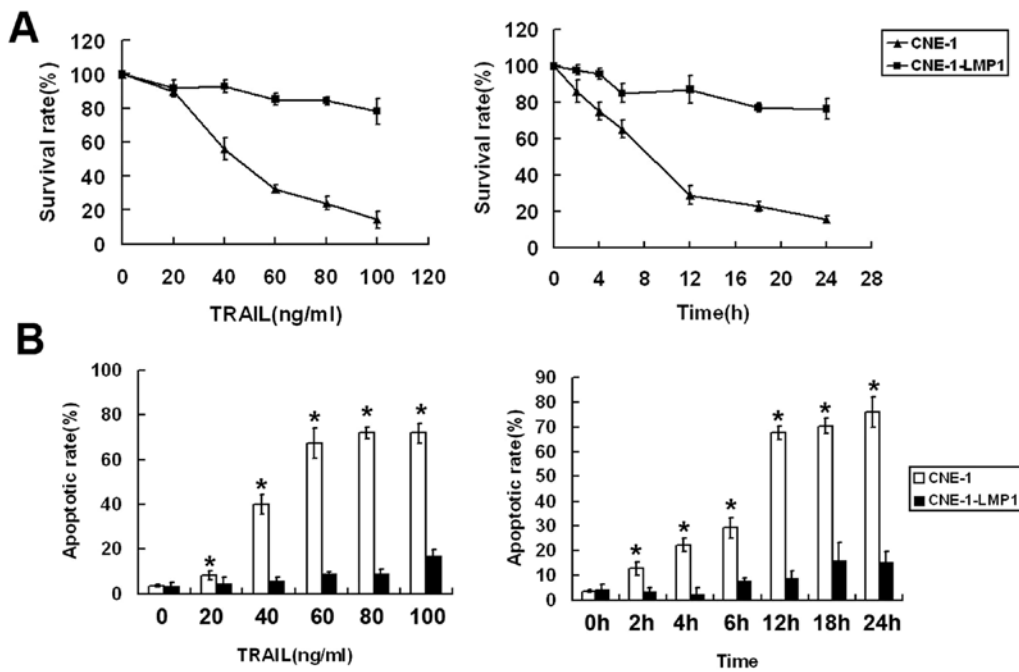 A
120
100
80
60
40
20
0
Survival rate(%)
0 20 40 60 80 100 120
TRAIL(ng/ml)
120
100
80
60
40
20
0
Survival rate(%)
0 4 8 12 16 20 24 28
Time(h)
CNE-1
CNE-1-LMP1
B
100
80
60
40
20
0
Apoptotic rate(%)
* * * * *
0 20 40 60 80 100
TRAIL(ng/ml)
90
80
70
60
50
40
30
20
10
0
Apoptotic rate(%)
* * * * * *
0h 2h 4h 6h 12h 18h 24h
Time
CNE-1
CNE-1-LMP1